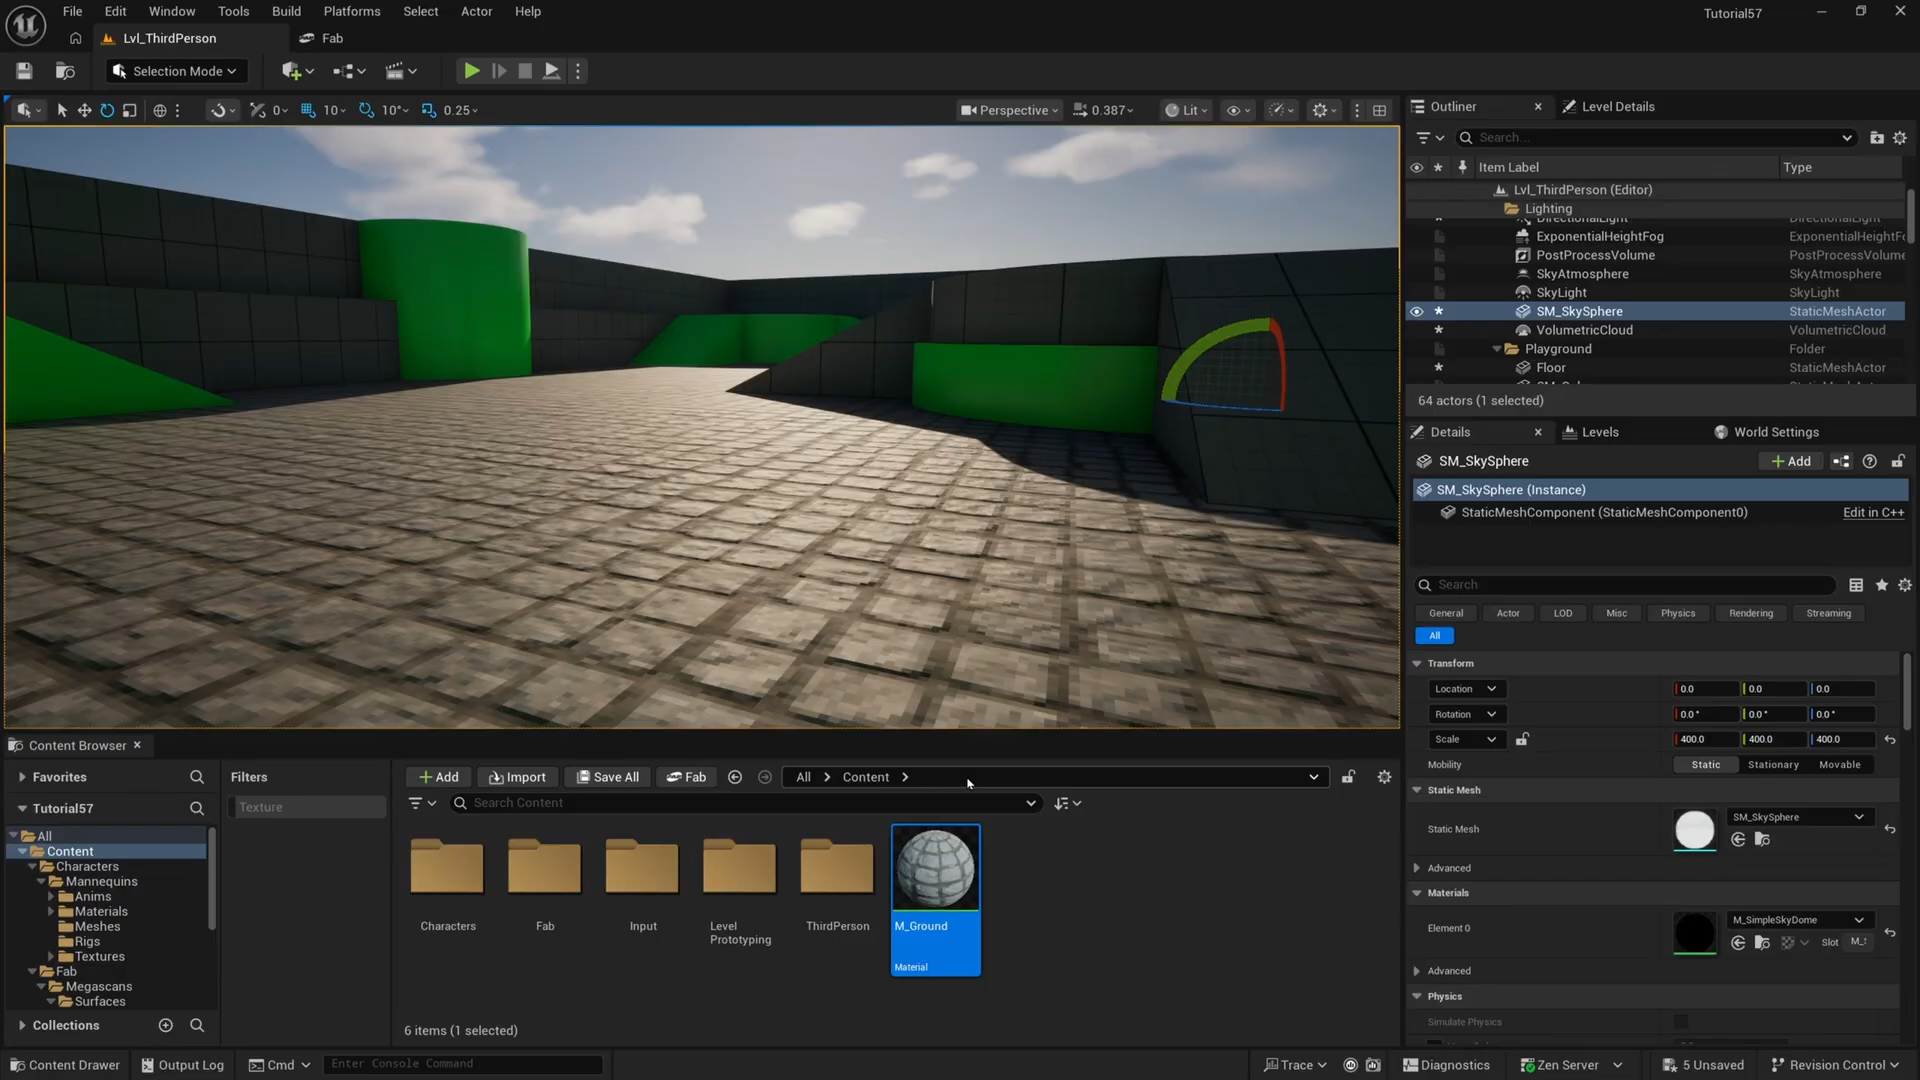 File Edit Window Tools Build Platforms Select Actor Help
Tutorial57
Lvl_ThirdPerson
Fab
Selection Mode
0
10
10°
0.25
Perspective
0.387
Lit
Outliner
Level Details
Search...
Item Label Type
Lvl_ThirdPerson (Editor)
Lighting
DirectionalLight DirectionalLight
ExponentialHeightFog ExponentialHeightFo
PostProcessVolume PostProcessVolume
SkyAtmosphere SkyAtmosphere
SkyLight SkyLight
SM_SkySphere StaticMeshActor
VolumetricCloud VolumetricCloud
Playground Folder
Floor StaticMeshActor
64 actors (1 selected)
Details
Levels
World Settings
SM_SkySphere
Add
SM_SkySphere (Instance)
StaticMeshComponent (StaticMeshComponent0) Edit in C++
Search
General Actor LOD Misc Physics Rendering Streaming
All
Transform
Location 0.0 0.0 0.0
Rotation 0.0° 0.0° 0.0°
Scale 400.0 400.0 400.0
Mobility Static Stationary Movable
Static Mesh
Static Mesh SM_SkySphere
Advanced
Materials
Element 0 M_SimpleSkyDome
Slot
Advanced
Physics
Simulate Physics
Content Browser
Favorites
Tutorial57
All
Content
Characters
Mannequins
Anims
Materials
Meshes
Rigs
Textures
Fab
Megascans
Surfaces
Collections
Filters
Texture
Add Import Save All Fab All Content
Search Content
Characters
Fab
Input
Level Prototyping
ThirdPerson
M_Ground
Material
6 items (1 selected)
Content Drawer Output Log Cmd Enter Console Command Trace Diagnostics Zen Server 5 Unsaved Revision Control